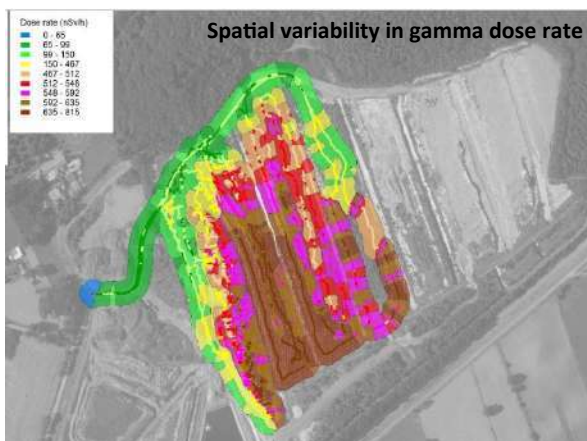 Spatial variability in gamma dose rate
Dose rate (nSv/h)
0 - 65
65 - 99
99 - 150
150 - 467
467 - 512
512 - 548
548 - 592
592 - 635
635 - 815